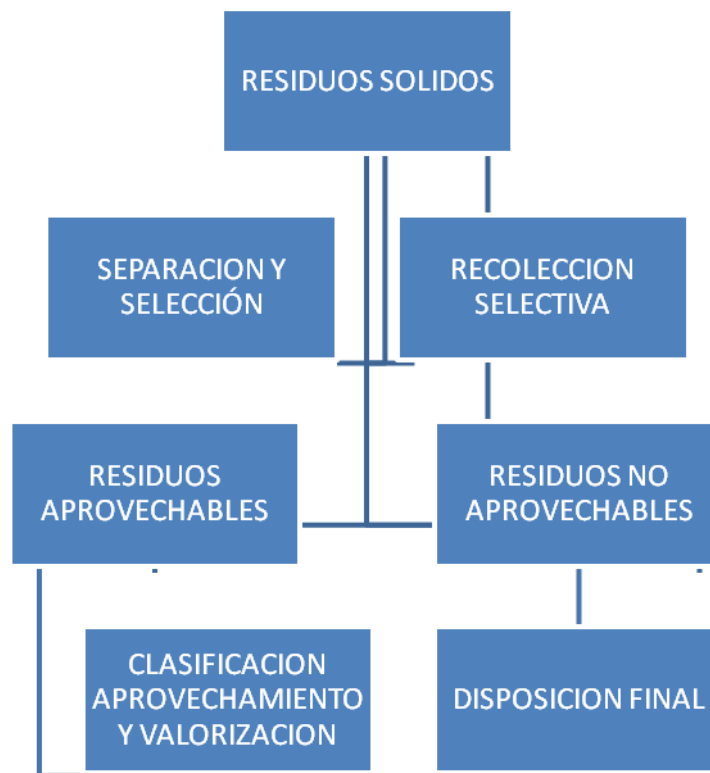 RESIDUOS SOLIDOS
SEPARACION Y
SELECCIÓN
RECOLECCION
SELECTIVA
RESIDUOS
APROVECHABLES
RESIDUOS NO
APROVECHABLES
CLASIFICACION
APROVECHAMIENTO
Y VALORIZACION
DISPOSICION FINAL